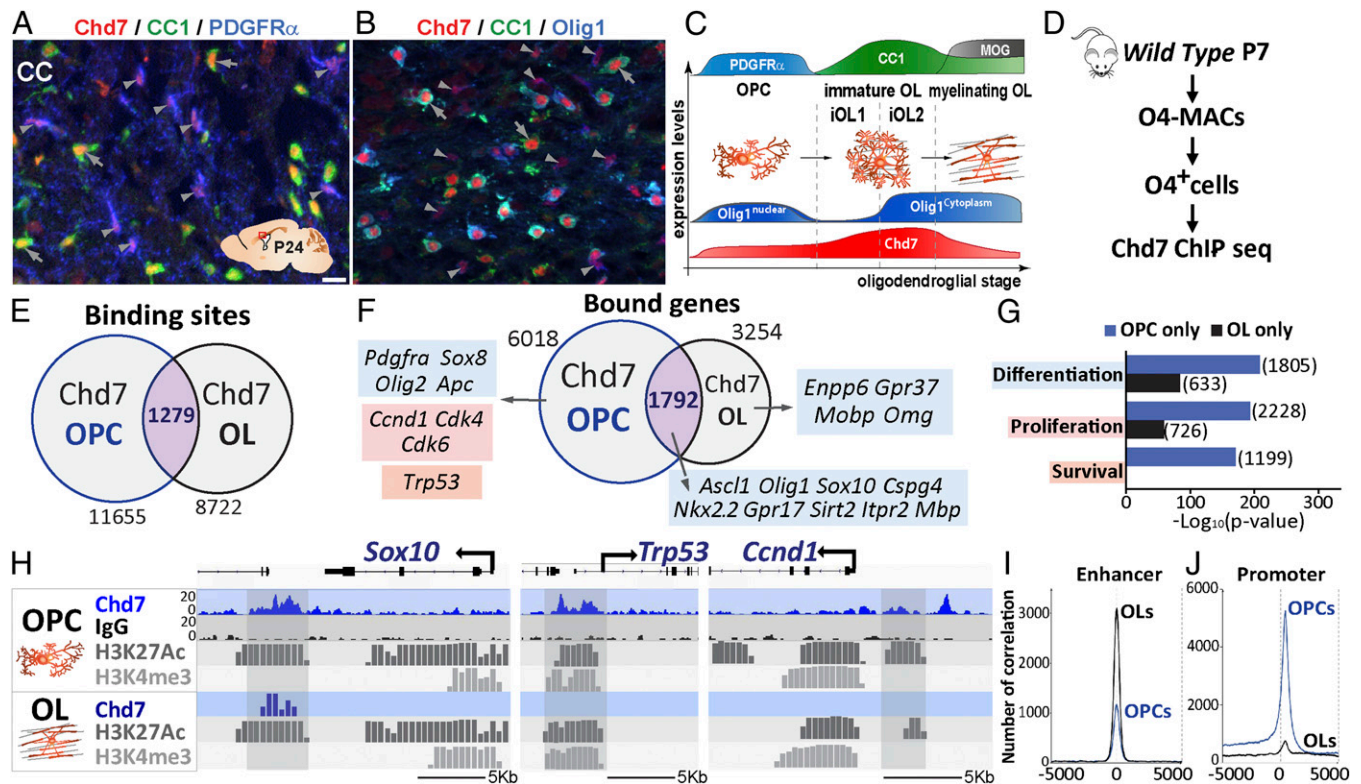 A
Chd7 / CC1 / PDGFRα
CC
P24
B
Chd7 / CC1 / Olig1
C
expression levels
PDGFRα
CC1
MOG
OPC
immature OL
myelinating OL
iOL1
iOL2
Olig1nuclear
Olig1Cytoplasm
Chd7
oligodendroglial stage
D
Wild Type P7
O4-MACs
O4+cells
Chd7 ChIP seq
E
Binding sites
Chd7
OPC
1279
Chd7
OL
11655
8722
F
Bound genes
6018
3254
Pdgfra Sox8
Olig2 Apc
Ccnd1 Cdk4
Cdk6
Trp53
Chd7
OPC
1792
Chd7
OL
Enpp6 Gpr37
Mobp Omg
Ascl1 Olig1 Sox10 Cspg4
Nkx2.2 Gpr17 Sirt2 Itpr2 Mbp
G
OPC only
OL only
Differentiation
(1805)
(633)
Proliferation
(2228)
(726)
Survival
(1199)
0 100 200 300
-Log10(p-value)
H
Sox10
Trp53
Ccnd1
OPC
Chd7
20
0
IgG
20
0
H3K27Ac
H3K4me3
OL
Chd7
H3K27Ac
H3K4me3
5Kb
5Kb
5Kb
I
Enhancer
Number of correlation
3000
2000
1000
0
OLs
OPCs
-5000 0 5000
J
Promoter
6000
4000
2000
0
OPCs
OLs
-5000 0 5000